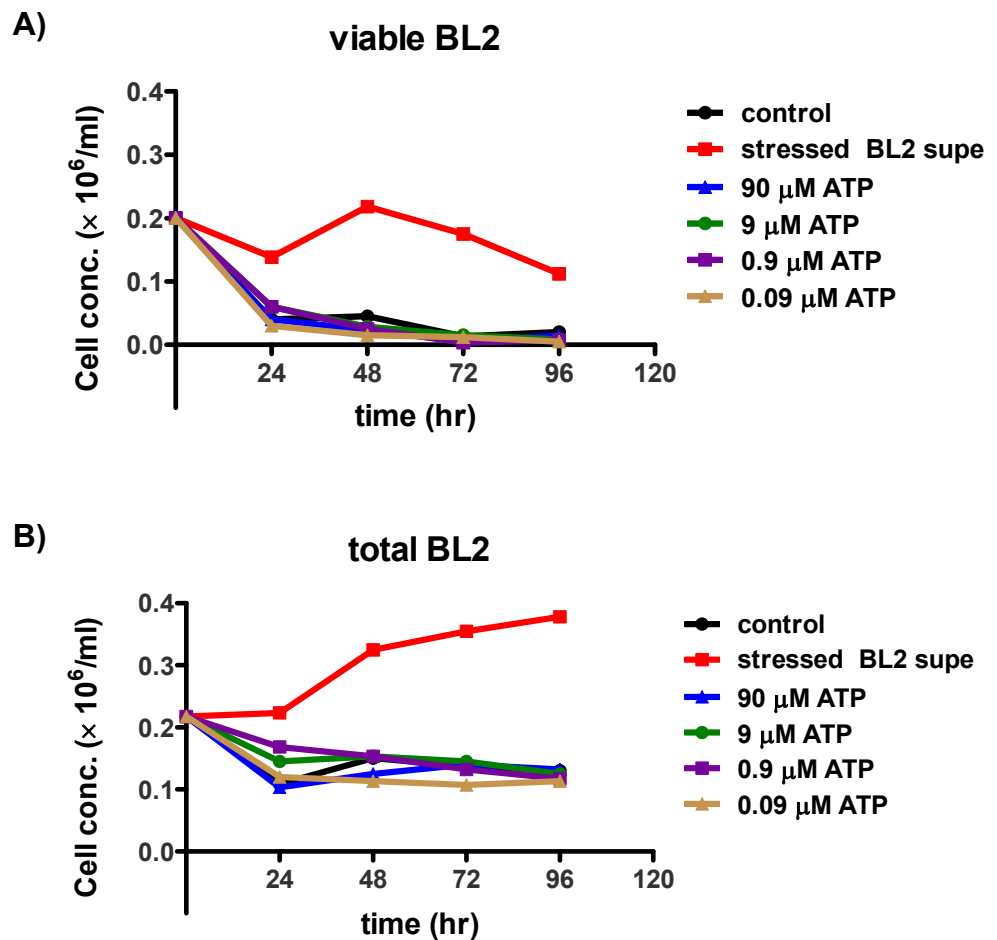 A)
viable BL2
Cell conc. (× 10⁶/ml)
0.4
0.3
0.2
0.1
0.0
24 48 72 96 120
time (hr)
control
stressed BL2 supe
90 μM ATP
9 μM ATP
0.9 μM ATP
0.09 μM ATP
B)
total BL2
Cell conc. (× 10⁶/ml)
0.4
0.3
0.2
0.1
0.0
24 48 72 96 120
time (hr)
control
stressed BL2 supe
90 μM ATP
9 μM ATP
0.9 μM ATP
0.09 μM ATP